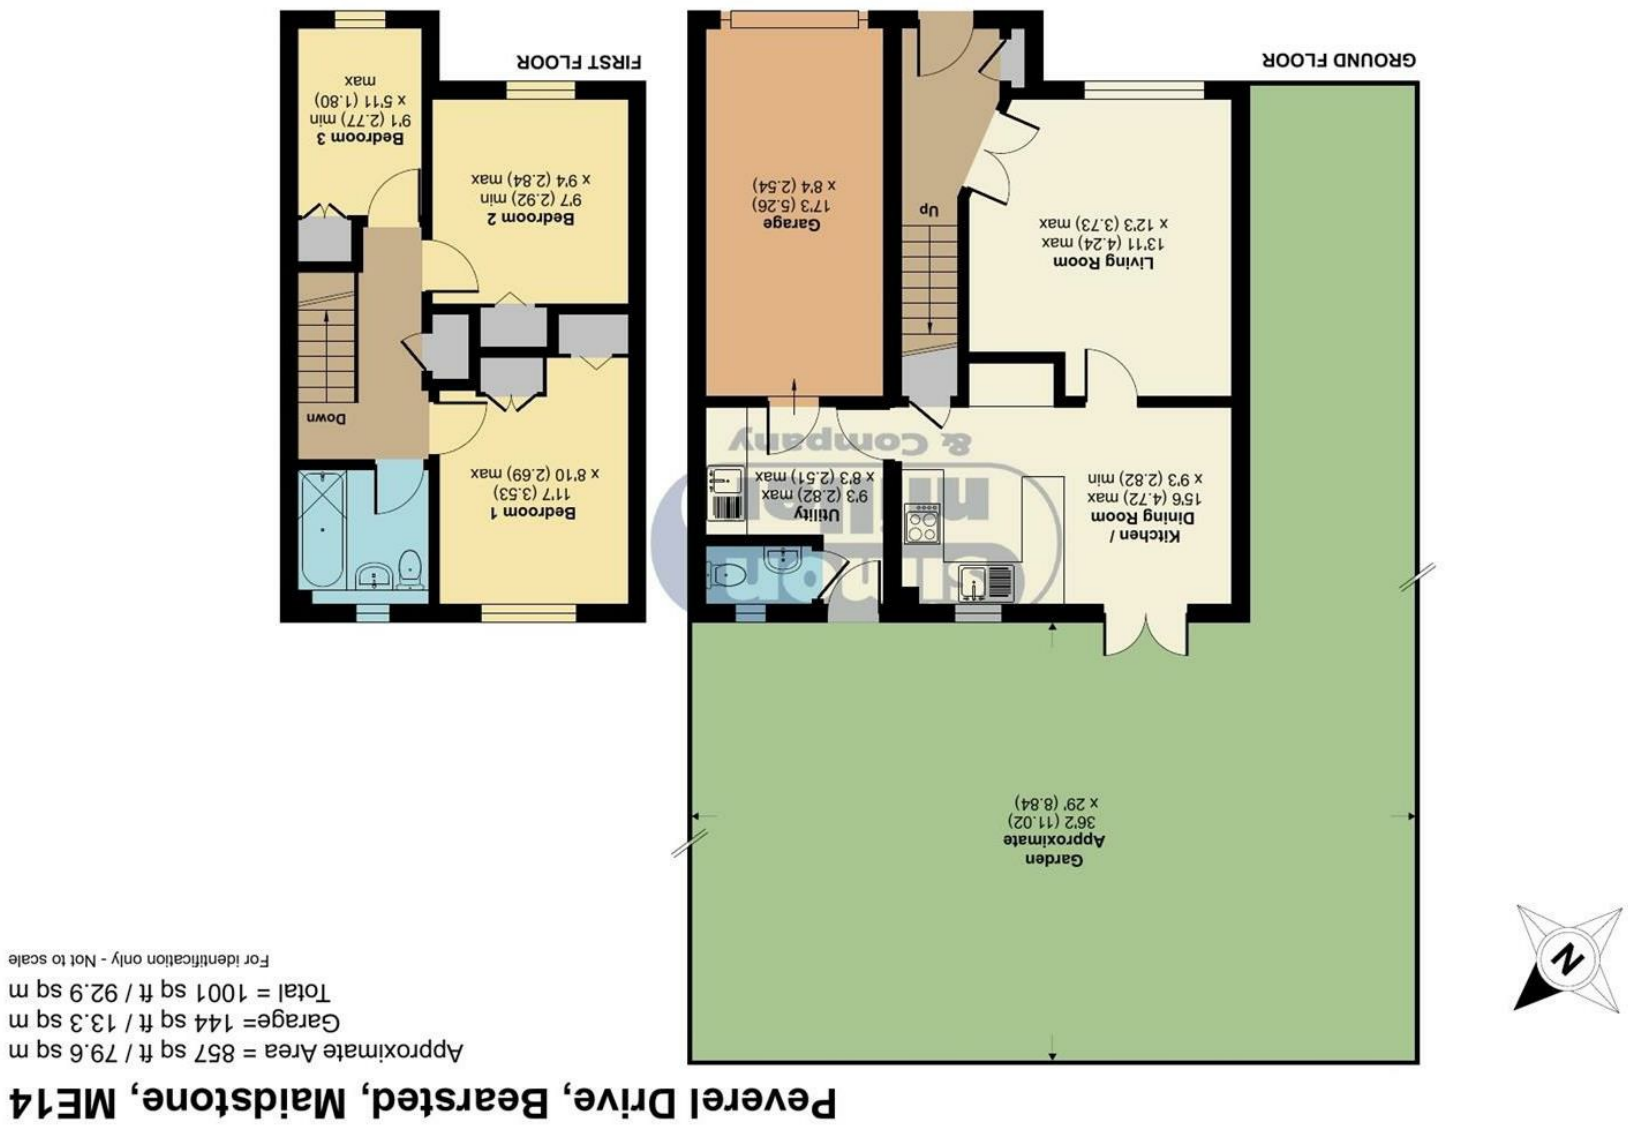 Peverel Drive, Bearsted, Maidstone, ME14
Approximate Area = 857 sq ft / 79.6 sq m
Garage= 144 sq ft / 13.3 sq m
Total = 1001 sq ft / 92.9 sq m
For identification only - Not to scale
N
Garden
Approximate
36'2 (11.02)
x 29' (8.84)
Kitchen /
Dining Room
15'6 (4.72) max
x 9'3 (2.82) min
Utility
9'3 (2.82) max
x 8'3 (2.51) max
simon
miller
& Company
Living Room
13'11 (4.24) max
x 12'3 (3.73) max
Up
Garage
17'3 (5.26)
x 8'4 (2.54)
GROUND FLOOR
Bedroom 1
11'7 (3.53)
x 8'10 (2.69) max
Down
Bedroom 2
9'7 (2.92) min
x 9'4 (2.84) max
Bedroom 3
9'1 (2.77) min
x 5'11 (1.80)
max
FIRST FLOOR